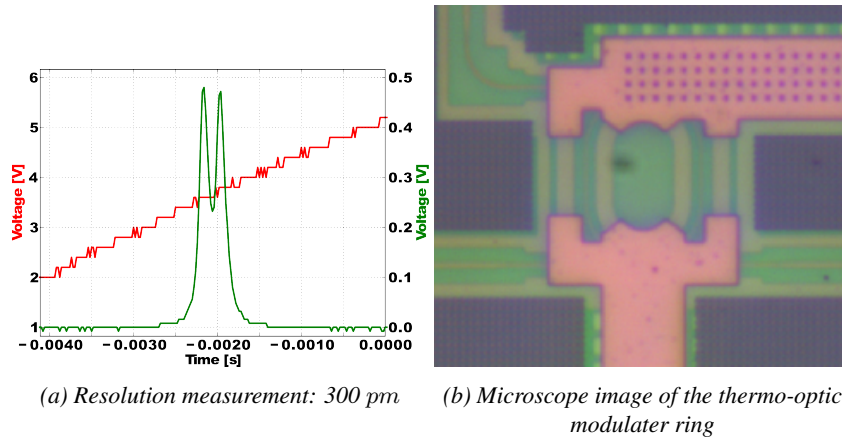 6
5
4
3
2
1
Voltage [V]
0.5
0.4
0.3
0.2
0.1
0.0
Voltage [V]
−0.0040 −0.0030 −0.0020 −0.0010 0.0000
Time [s]
(a) Resolution measurement: 300 pm
(b) Microscope image of the thermo-optic
modulater ring